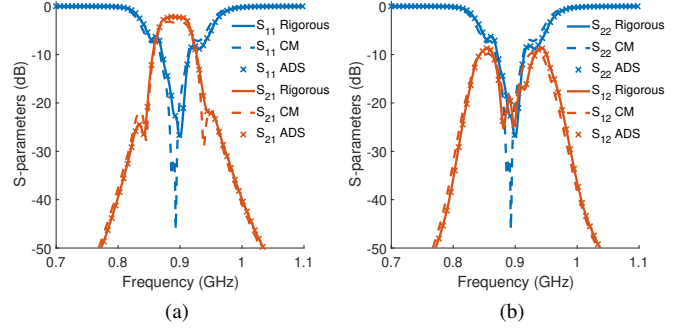 0
-10
-20
-30
-40
-50
S-parameters (dB)
0.7 0.8 0.9 1 1.1
Frequency (GHz)
S11 Rigorous
S11 CM
S11 ADS
S21 Rigorous
S21 CM
S21 ADS
(a)
0
-10
-20
-30
-40
-50
S-parameters (dB)
0.7 0.8 0.9 1 1.1
Frequency (GHz)
S22 Rigorous
S22 CM
S22 ADS
S12 Rigorous
S12 CM
S12 ADS
(b)